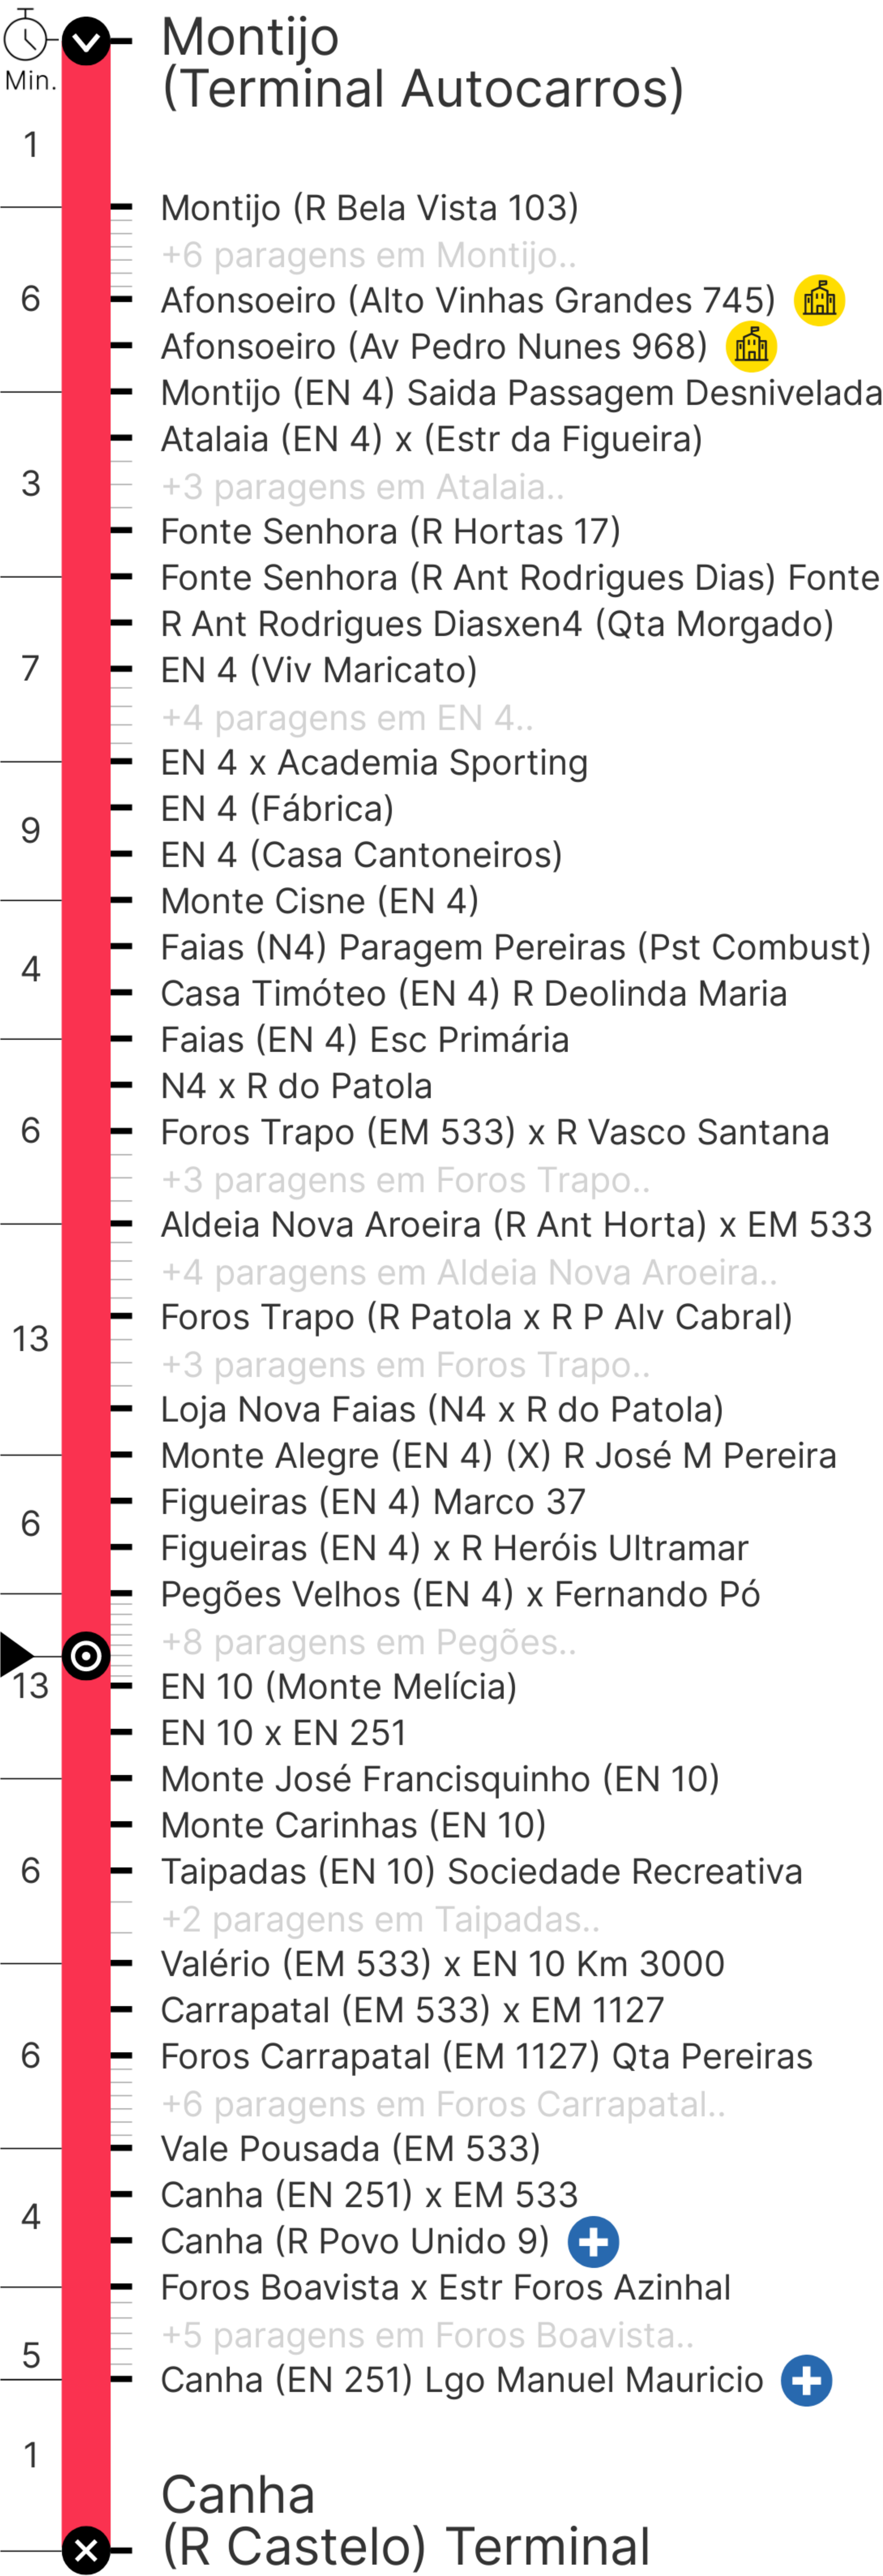 Montijo
(Terminal Autocarros)
Min.
1
Montijo (R Bela Vista 103)
+6 paragens em Montijo..
6
Afonsoeiro (Alto Vinhas Grandes 745)
Afonsoeiro (Av Pedro Nunes 968)
Montijo (EN 4) Saida Passagem Desnivelada
Atalaia (EN 4) x (Estr da Figueira)
3
+3 paragens em Atalaia..
Fonte Senhora (R Hortas 17)
Fonte Senhora (R Ant Rodrigues Dias) Fonte
R Ant Rodrigues Diasxen4 (Qta Morgado)
7
EN 4 (Viv Maricato)
+4 paragens em EN 4..
EN 4 x Academia Sporting
EN 4 (Fábrica)
9
EN 4 (Casa Cantoneiros)
Monte Cisne (EN 4)
Faias (N4) Paragem Pereiras (Pst Combust)
4
Casa Timóteo (EN 4) R Deolinda Maria
Faias (EN 4) Esc Primária
N4 x R do Patola
6
Foros Trapo (EM 533) x R Vasco Santana
+3 paragens em Foros Trapo..
Aldeia Nova Aroeira (R Ant Horta) x EM 533
+4 paragens em Aldeia Nova Aroeira..
Foros Trapo (R Patola x R P Alv Cabral)
13
+3 paragens em Foros Trapo..
Loja Nova Faias (N4 x R do Patola)
Monte Alegre (EN 4) (X) R José M Pereira
Figueiras (EN 4) Marco 37
6
Figueiras (EN 4) x R Heróis Ultramar
Pegões Velhos (EN 4) x Fernando Pó
+8 paragens em Pegões..
13
EN 10 (Monte Melícia)
EN 10 x EN 251
Monte José Francisquinho (EN 10)
Monte Carinhas (EN 10)
6
Taipadas (EN 10) Sociedade Recreativa
+2 paragens em Taipadas..
Valério (EM 533) x EN 10 Km 3000
Carrapatal (EM 533) x EM 1127
6
Foros Carrapatal (EM 1127) Qta Pereiras
+6 paragens em Foros Carrapatal..
Vale Pousada (EM 533)
Canha (EN 251) x EM 533
4
Canha (R Povo Unido 9)
Foros Boavista x Estr Foros Azinhal
+5 paragens em Foros Boavista..
5
Canha (EN 251) Lgo Manuel Mauricio
1
Canha
(R Castelo) Terminal